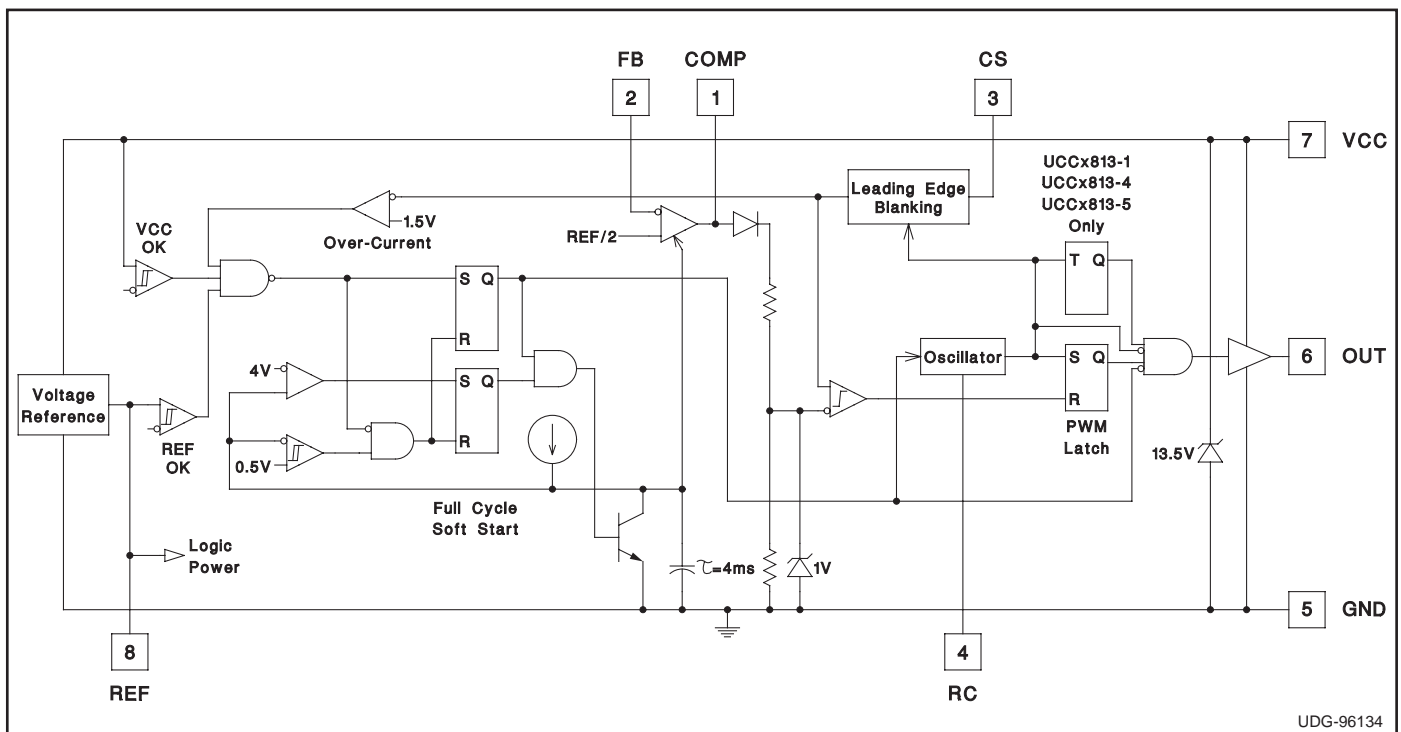 FB COMP CS
2 1 3
7 VCC
UCCx813-1
UCCx813-4
UCCx813-5
Only
Leading Edge
Blanking
1.5V
Over-Current
VCC
OK
REF/2
T Q
S Q
R
Oscillator
S Q
R
PWM
Latch
6 OUT
4V
S Q
R
Voltage
Reference
REF
OK
0.5V
13.5V
Full Cycle
Soft Start
Logic
Power
τ=4ms
1V
5 GND
8
REF
4
RC
UDG-96134